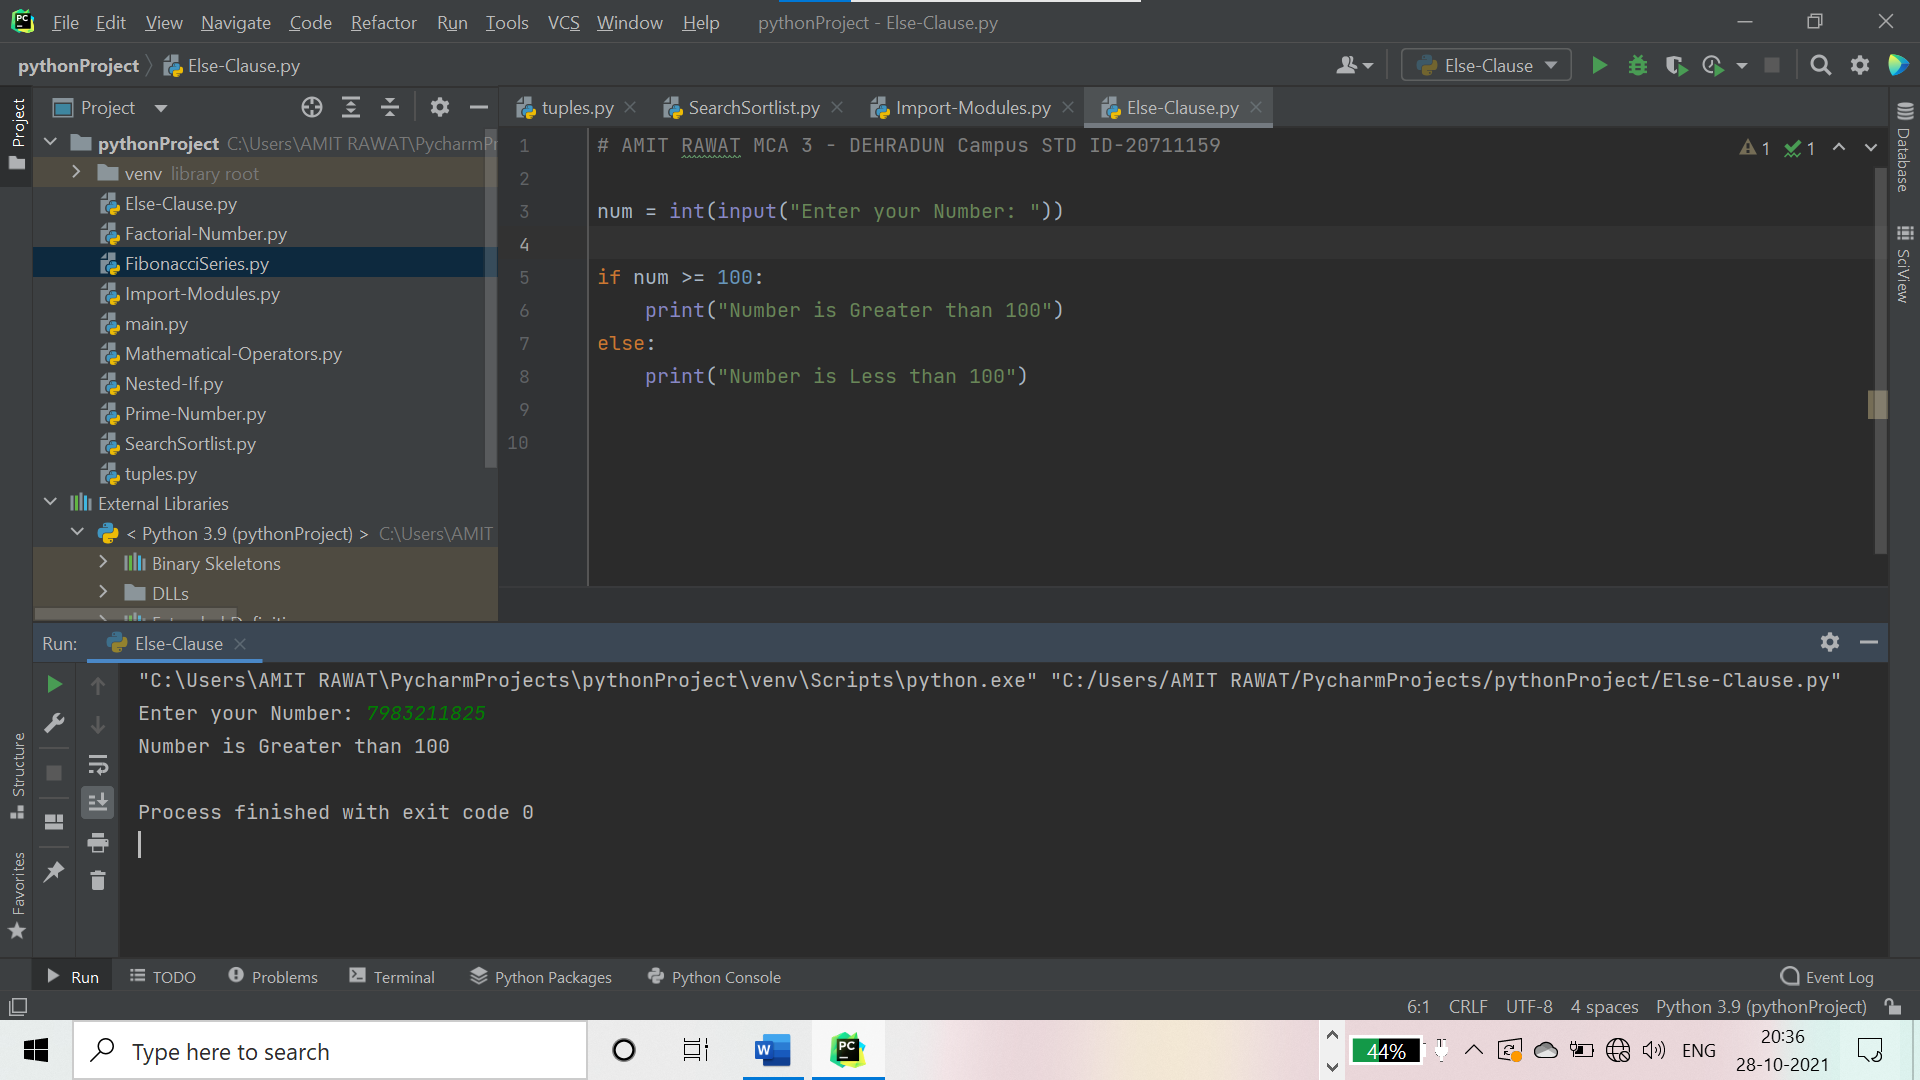 File Edit View Navigate Code Refactor Run Tools VCS Window Help pythonProject - Else-Clause.py
pythonProject Else-Clause.py Else-Clause
Project
Project
tuples.py SearchSortlist.py Import-Modules.py Else-Clause.py
pythonProject C:\Users\AMIT RAWAT\PycharmPr
venv library root
Else-Clause.py
Factorial-Number.py
FibonacciSeries.py
Import-Modules.py
main.py
Mathematical-Operators.py
Nested-If.py
Prime-Number.py
SearchSortlist.py
tuples.py
External Libraries
< Python 3.9 (pythonProject) > C:\Users\AMIT
Binary Skeletons
DLLs
1 # AMIT RAWAT MCA 3 - DEHRADUN Campus STD ID-20711159
2
3 num = int(input("Enter your Number: "))
4
5 if num >= 100:
6 print("Number is Greater than 100")
7 else:
8 print("Number is Less than 100")
9
10
1 1
Database
SciView
Run: Else-Clause
"C:\Users\AMIT RAWAT\PycharmProjects\pythonProject\venv\Scripts\python.exe" "C:/Users/AMIT RAWAT/PycharmProjects/pythonProject/Else-Clause.py"
Enter your Number: 7983211825
Number is Greater than 100
Process finished with exit code 0
Structure
Favorites
Run TODO Problems Terminal Python Packages Python Console Event Log
6:1 CRLF UTF-8 4 spaces Python 3.9 (pythonProject)
Type here to search
44%
ENG
20:36
28-10-2021